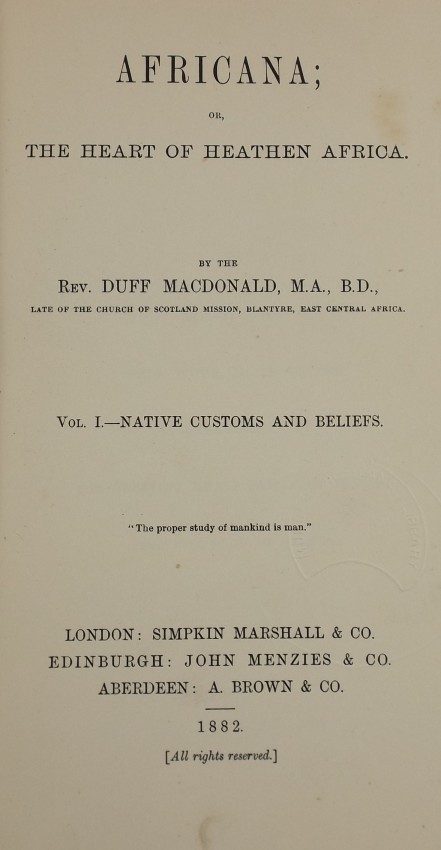 AFRICANA;
OR,
THE HEART OF HEATHEN AFRICA.
BY THE
REV. DUFF MACDONALD, M.A., B.D.,
LATE OF THE CHURCH OF SCOTLAND MISSION, BLANTYRE, EAST CENTRAL AFRICA.
VOL. I.—NATIVE CUSTOMS AND BELIEFS.
"The proper study of mankind is man."
LONDON: SIMPKIN MARSHALL & CO.
EDINBURGH: JOHN MENZIES & CO.
ABERDEEN: A. BROWN & CO.
1882.
[All rights reserved.]